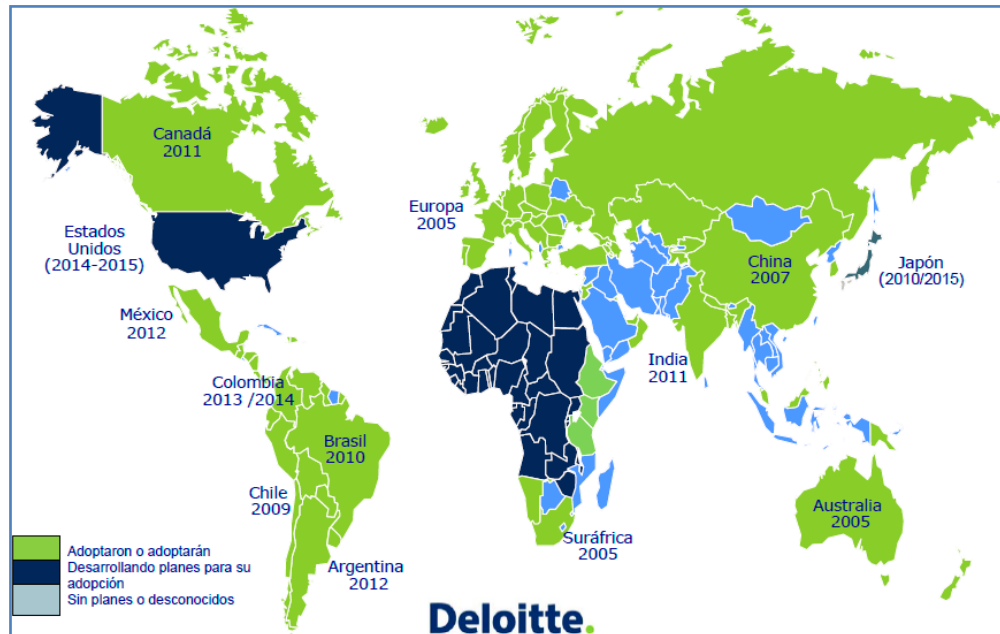 Canadá
2011
Estados
Unidos
(2014-2015)
México
2012
Colombia
2013 /2014
Brasil
2010
Chile
2009
Argentina
2012
Europa
2005
China
2007
Japón
(2010/2015)
India
2011
Suráfrica
2005
Australia
2005
Adoptaron o adoptarán
Desarrollando planes para su
adopción
Sin planes o desconocidos
Deloitte.